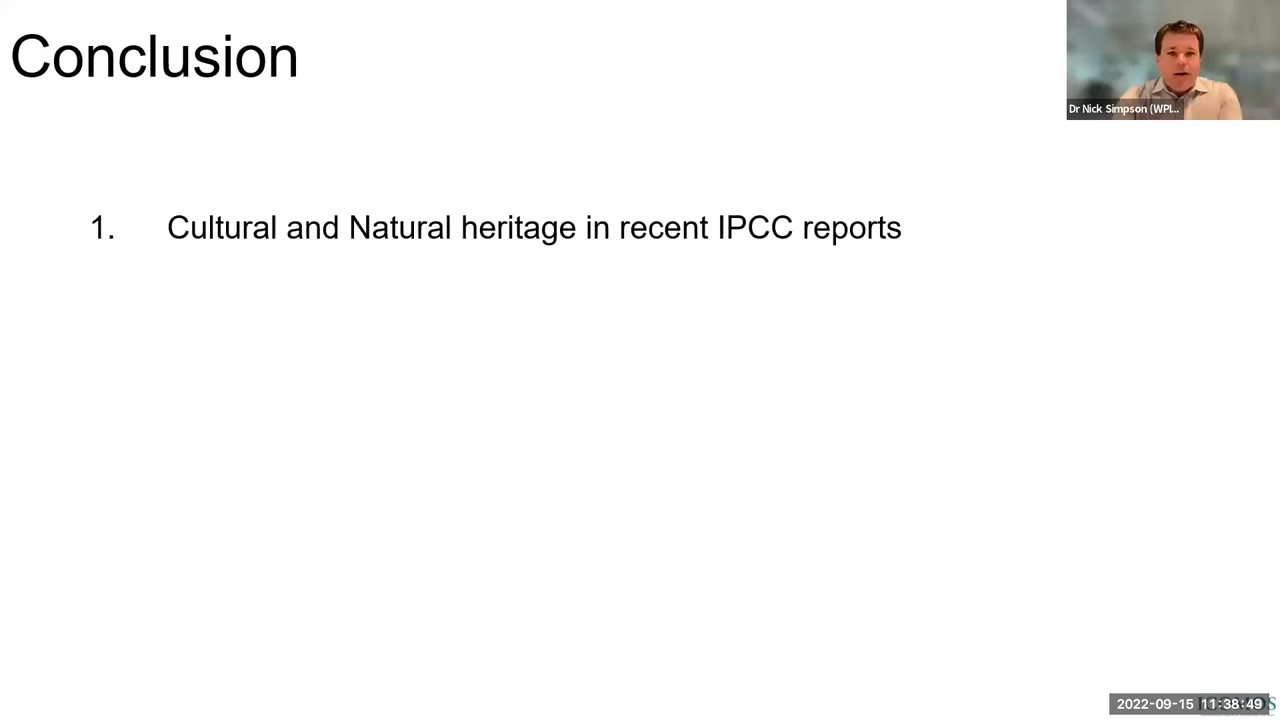 Conclusion
Dr Nick Simpson (WPI...
1. Cultural and Natural heritage in recent IPCC reports
2022-09-15 11:38:49